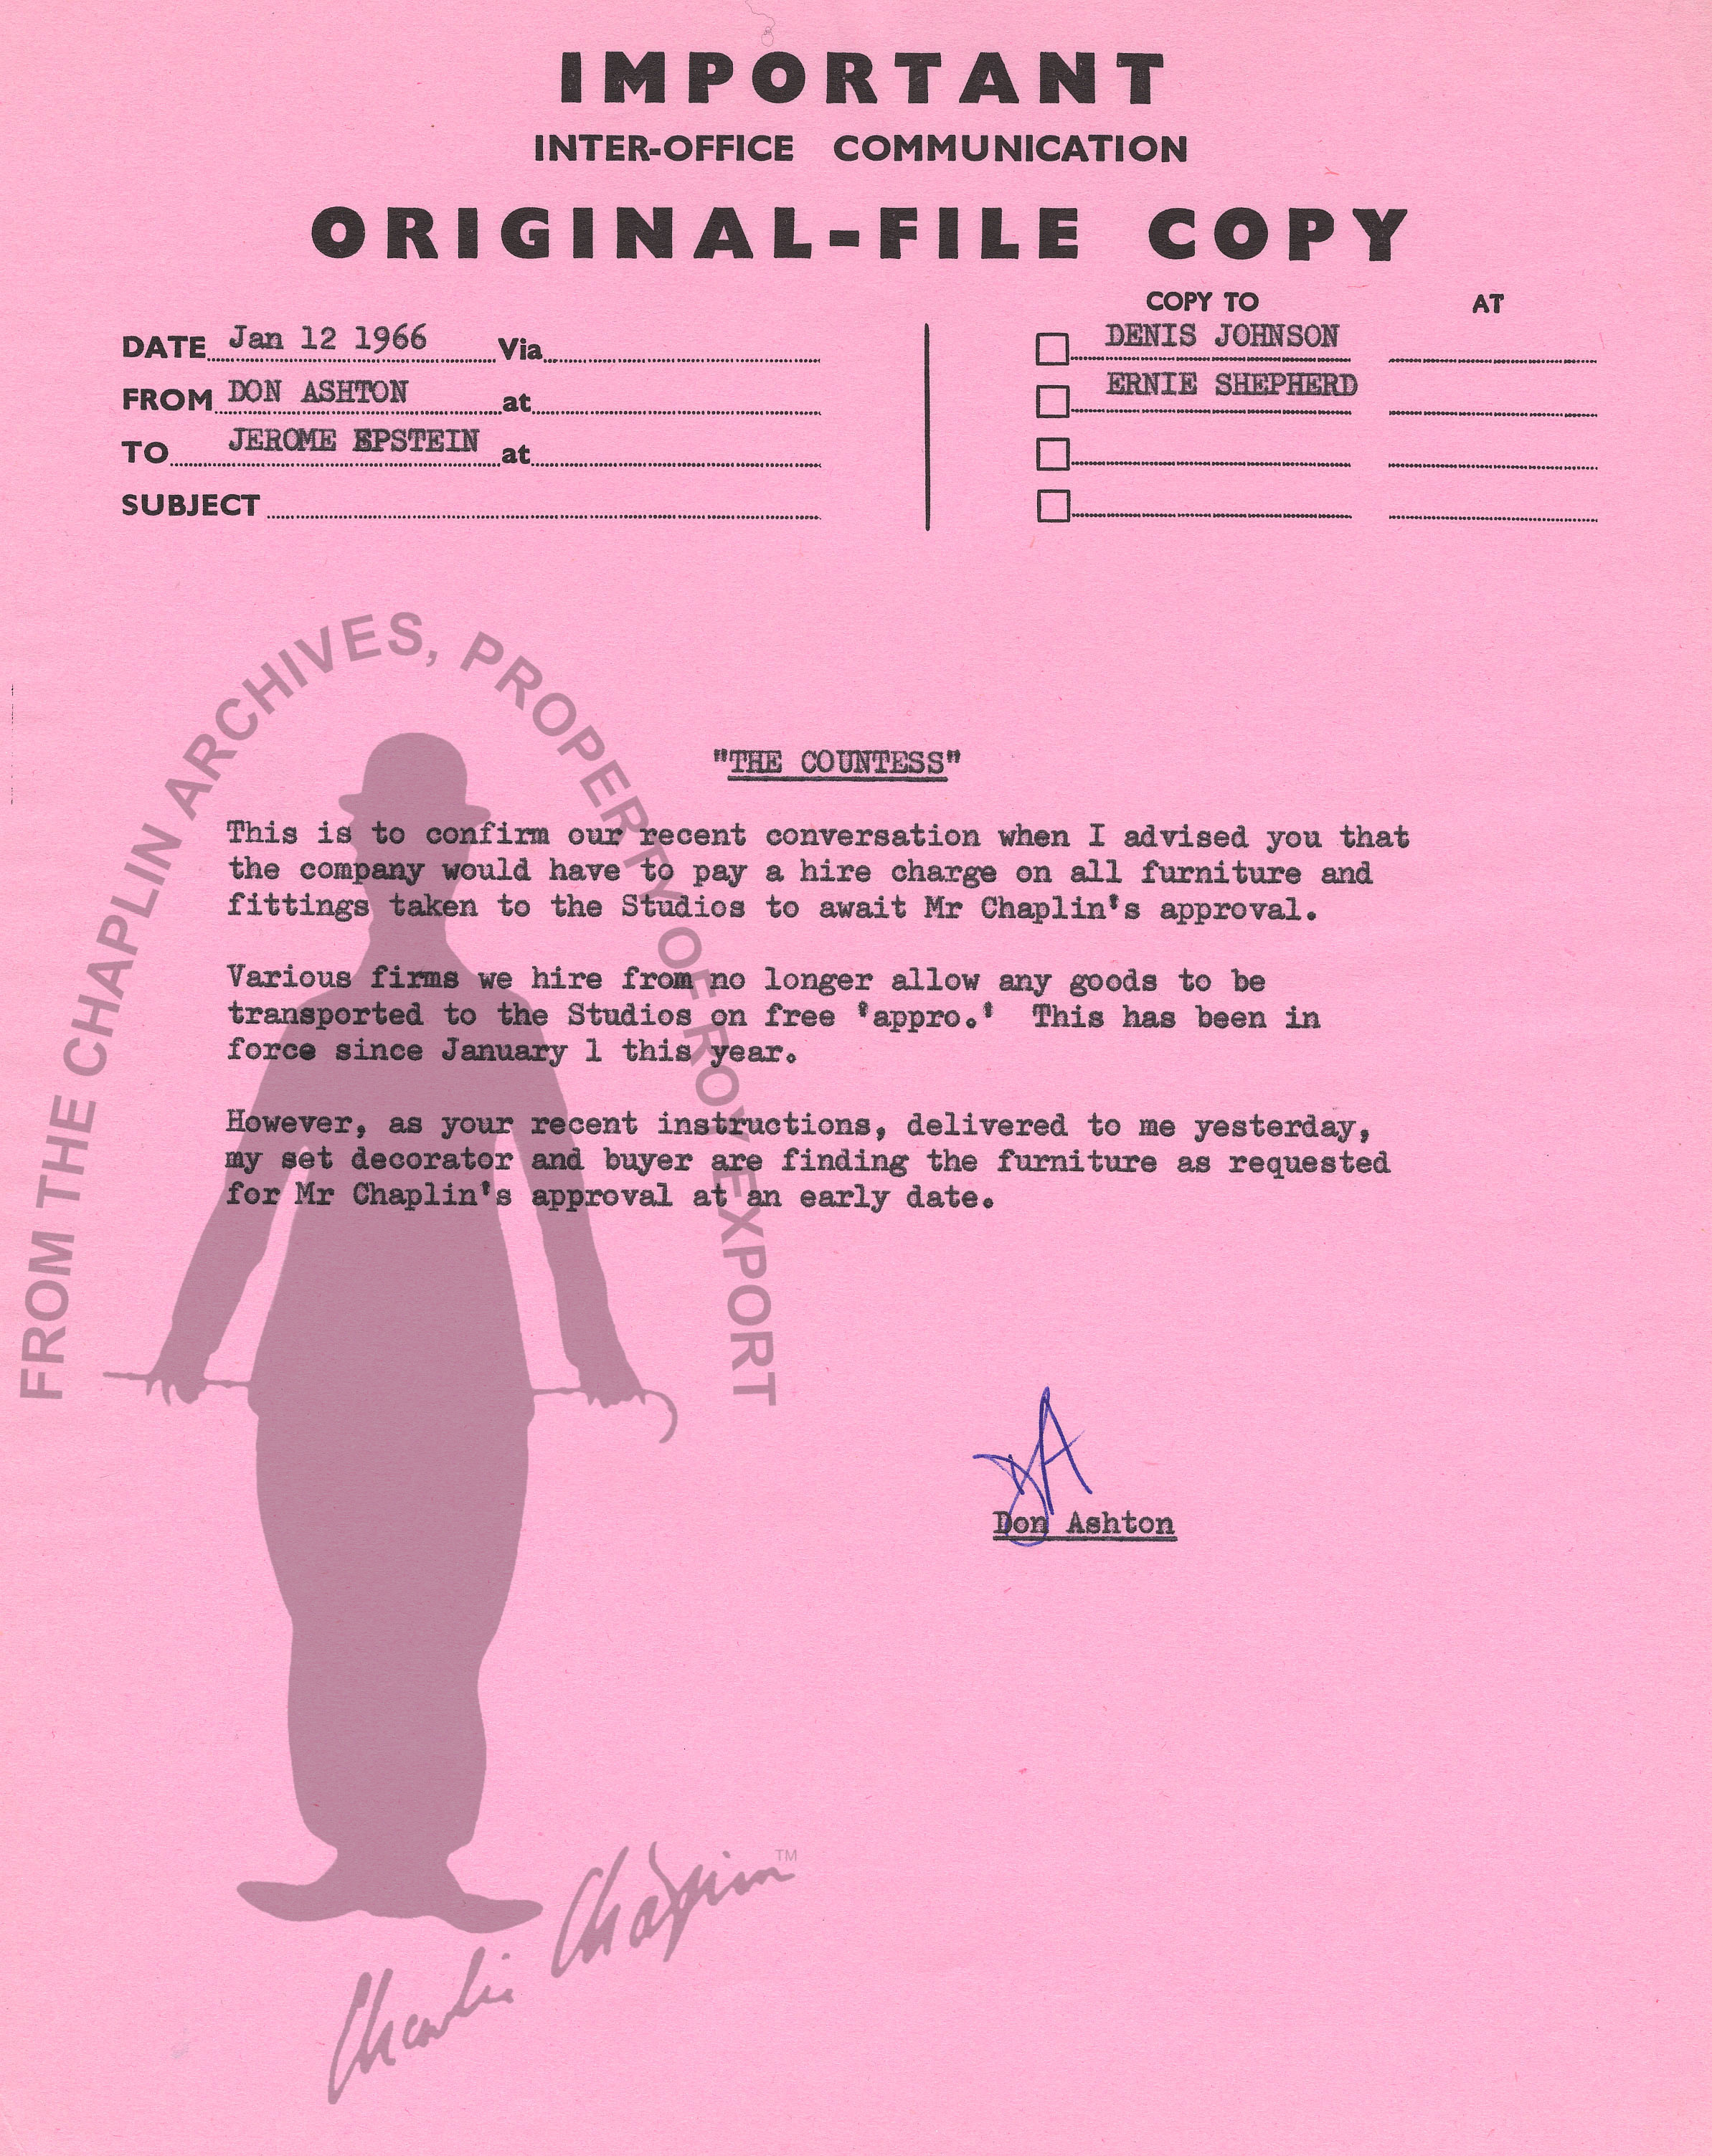 IMPORTANT
INTER-OFFICE COMMUNICATION
ORIGINAL-FILE COPY
COPY TO AT
DATE Jan 12 1966 Via
FROM DON ASHTON at
TO JEROME EPSTEIN at
SUBJECT
DENIS JOHNSON
ERNIE SHEPHERD
"THE COUNTESS"
This is to confirm our recent conversation when I advised you that
the company would have to pay a hire charge on all furniture and
fittings taken to the Studios to await Mr Chaplin's approval.
Various firms we hire from no longer allow any goods to be
transported to the Studios on free 'appro.' This has been in
force since January 1 this year.
However, as your recent instructions, delivered to me yesterday,
my set decorator and buyer are finding the furniture as requested
for Mr Chaplin's approval at an early date.
DA
Don Ashton
FROM THE CHAPLIN ARCHIVES, PROPERTY OF ROY EXPORT
Charlie Chaplin TM